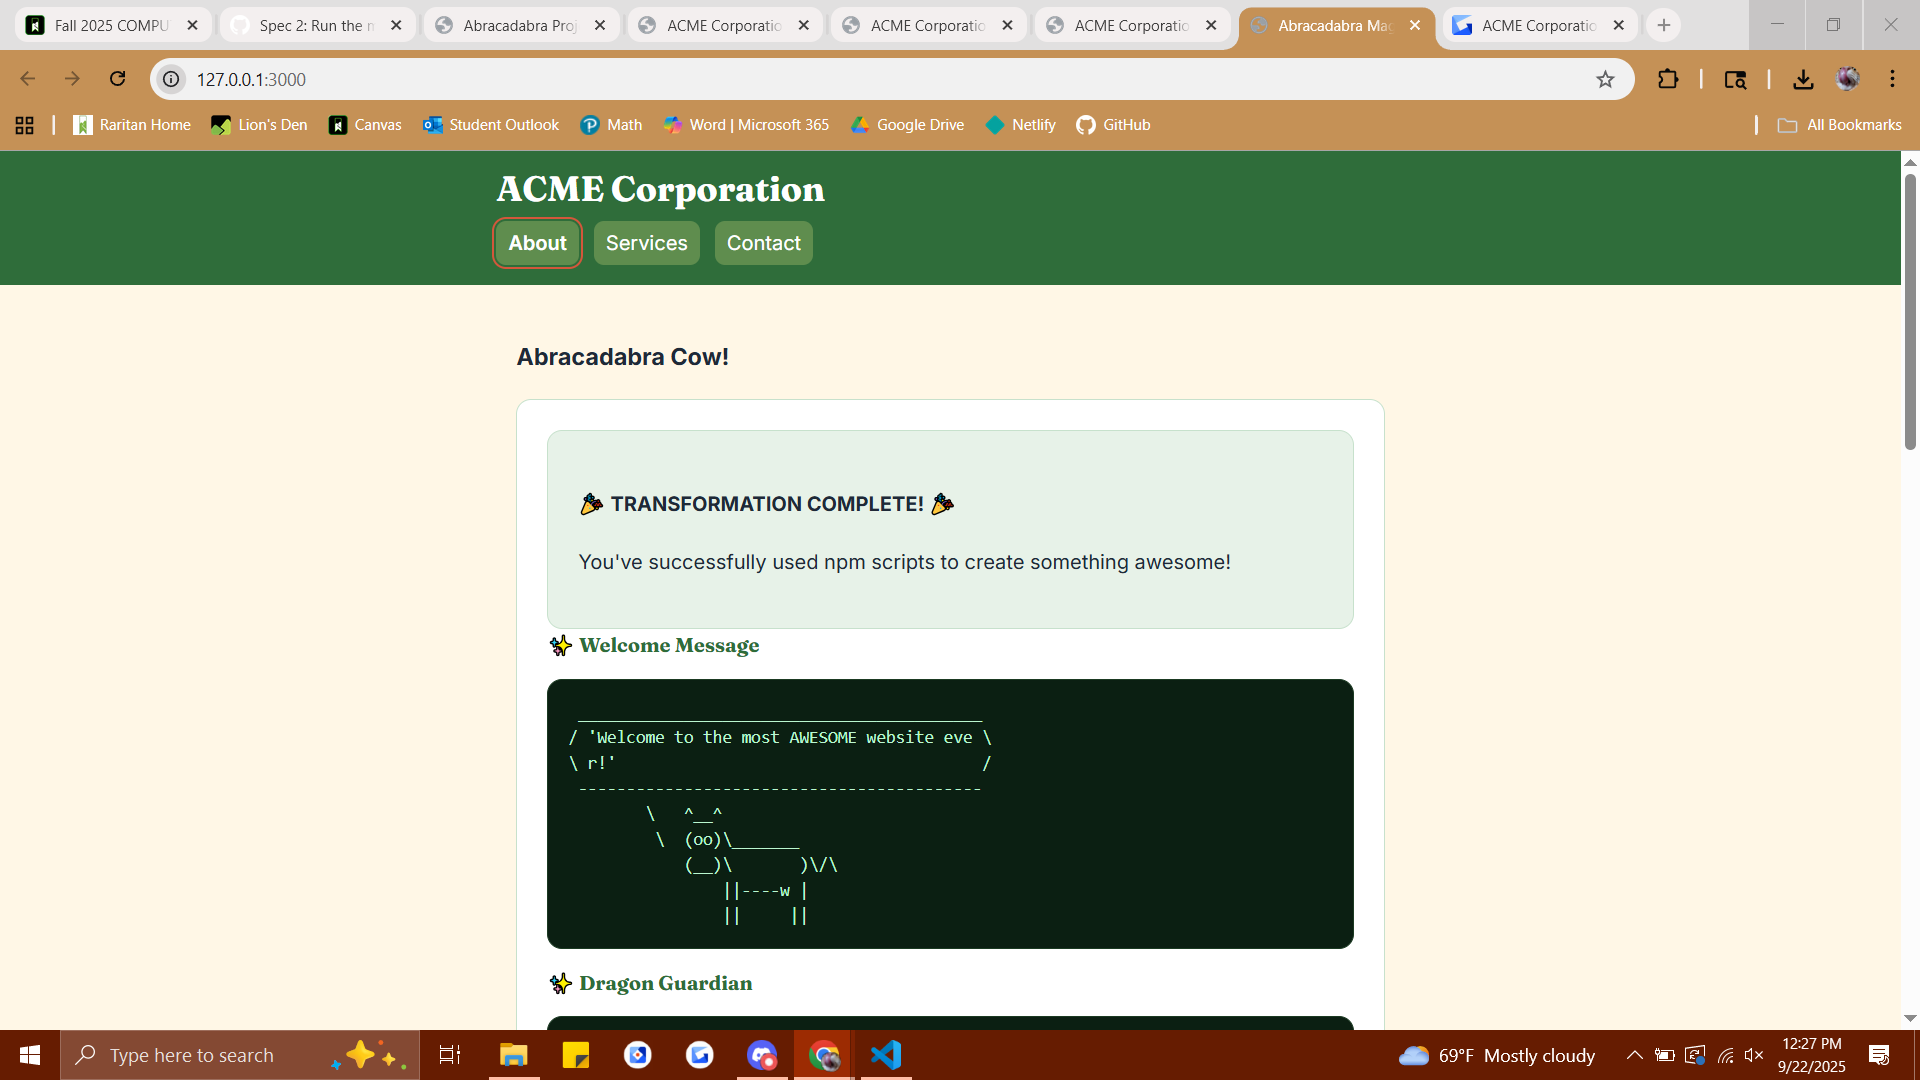 Fall 2025 COMPU
Spec 2: Run the m
Abracadabra Proj
ACME Corporatio
ACME Corporatio
ACME Corporatio
Abracadabra Mag
ACME Corporatio
127.0.0.1:3000
Raritan Home
Lion's Den
Canvas
Student Outlook
Math
Word | Microsoft 365
Google Drive
Netlify
GitHub
All Bookmarks
ACME Corporation
About
Services
Contact
Abracadabra Cow!
TRANSFORMATION COMPLETE!
You've successfully used npm scripts to create something awesome!
Welcome Message
 __________________________________________
/ 'Welcome to the most AWESOME website eve \
\ r!'                                      /
 ------------------------------------------
        \   ^__^
         \  (oo)\_______
            (__)\       )\/\
                ||----w |
                ||     ||
Dragon Guardian
Type here to search
69°F Mostly cloudy
12:27 PM
9/22/2025